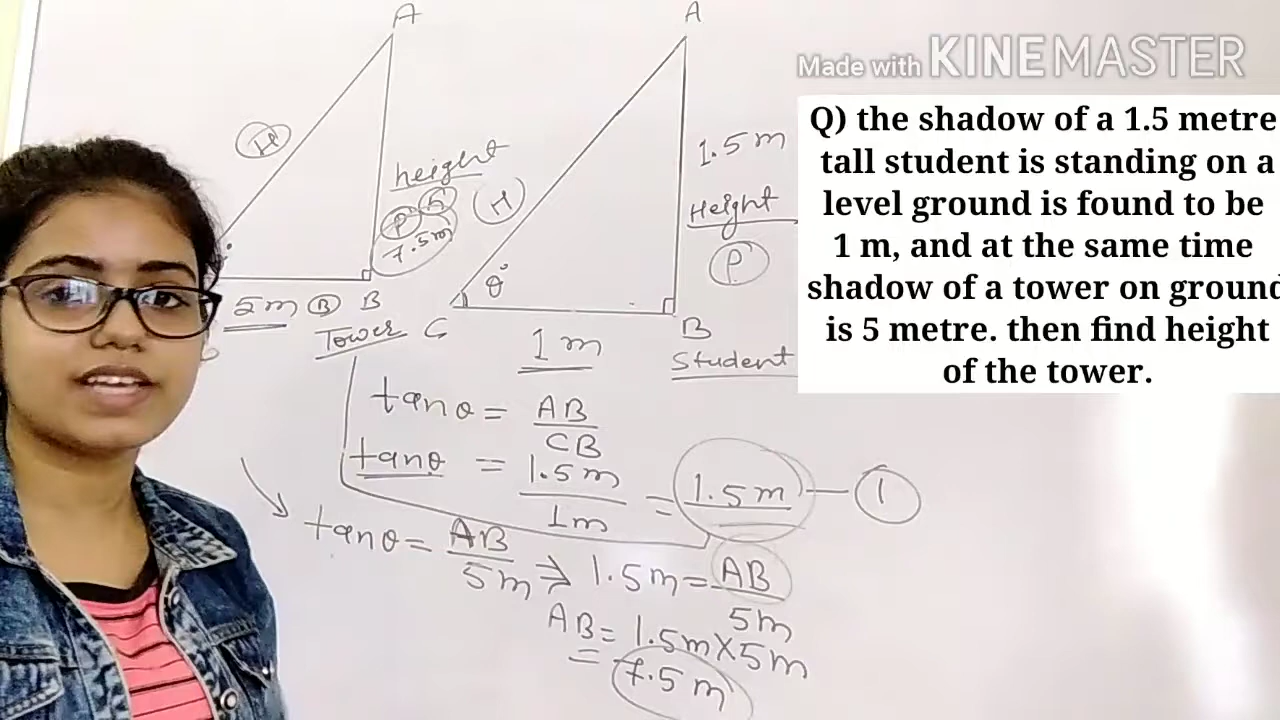 Made with KINEMASTER
Q) the shadow of a 1.5 metre
tall student is standing on a
level ground is found to be
1 m, and at the same time
shadow of a tower on ground
is 5 metre. then find height
of the tower.
A
H
height
P h
7.5m
5m B B
Tower
A
H
1.5m
Height
P
θ°
C
B
1m
Student
tanθ = AB/CB
tanθ = 1.5m/1m = 1.5m — 1
tanθ = AB/5m ⇒ 1.5m = AB/5m
AB = 1.5m×5m
= 7.5m